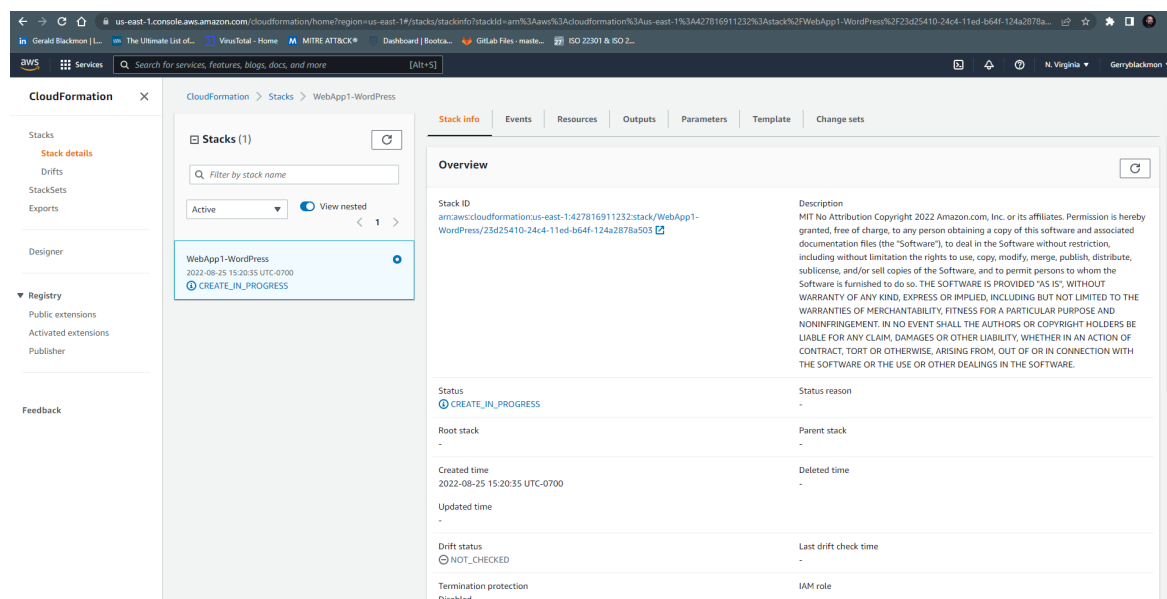 us-east-1.console.aws.amazon.com/cloudformation/home?region=us-east-1#/stacks/stackinfo?stackId=arn%3Aaws%3Acloudformation%3Aus-east-1%3A427816911232%3Astack%2FWebApp1-WordPress%2F23d25410-24c4-11ed-b64f-124a2878a...
in Gerald Blackmon | L... The Ultimate List of... VirusTotal - Home M MITRE ATT&CK® Dashboard | Bootca... GitLab Files · maste... 27 ISO 22301 & ISO 2...
aws Services Search for services, features, blogs, docs, and more [Alt+S] N. Virginia ▼ Gerryblackmon
CloudFormation
Stacks
Stack details
Drifts
StackSets
Exports
Designer
Registry
Public extensions
Activated extensions
Publisher
Feedback
CloudFormation > Stacks > WebApp1-WordPress
Stacks (1)
Filter by stack name
Active View nested
< 1 >
WebApp1-WordPress
2022-08-25 15:20:35 UTC-0700
CREATE_IN_PROGRESS
Stack info Events Resources Outputs Parameters Template Change sets
Overview
Stack ID
arn:aws:cloudformation:us-east-1:427816911232:stack/WebApp1-
WordPress/23d25410-24c4-11ed-b64f-124a2878a503
Description
MIT No Attribution Copyright 2022 Amazon.com, Inc. or its affiliates. Permission is hereby
granted, free of charge, to any person obtaining a copy of this software and associated
documentation files (the "Software"), to deal in the Software without restriction,
including without limitation the rights to use, copy, modify, merge, publish, distribute,
sublicense, and/or sell copies of the Software, and to permit persons to whom the
Software is furnished to do so. THE SOFTWARE IS PROVIDED "AS IS", WITHOUT
WARRANTY OF ANY KIND, EXPRESS OR IMPLIED, INCLUDING BUT NOT LIMITED TO THE
WARRANTIES OF MERCHANTABILITY, FITNESS FOR A PARTICULAR PURPOSE AND
NONINFRINGEMENT. IN NO EVENT SHALL THE AUTHORS OR COPYRIGHT HOLDERS BE
LIABLE FOR ANY CLAIM, DAMAGES OR OTHER LIABILITY, WHETHER IN AN ACTION OF
CONTRACT, TORT OR OTHERWISE, ARISING FROM, OUT OF OR IN CONNECTION WITH
THE SOFTWARE OR THE USE OR OTHER DEALINGS IN THE SOFTWARE.
Status
CREATE_IN_PROGRESS
Status reason
-
Root stack
-
Parent stack
-
Created time
2022-08-25 15:20:35 UTC-0700
Deleted time
-
Updated time
-
Drift status
NOT_CHECKED
Last drift check time
-
Termination protection
Disabled
IAM role